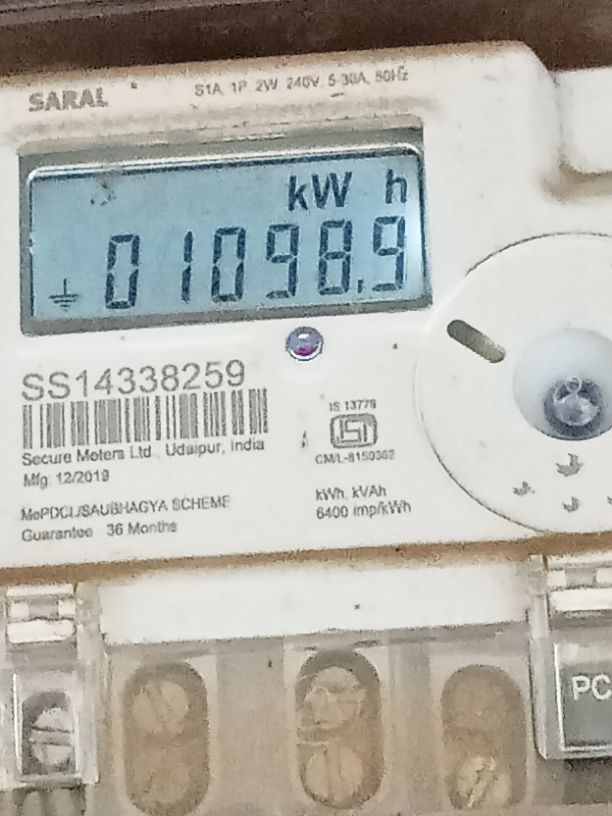 SARAL
S1A, 1P, 2W, 240V, 5-30A, 50Hz
kW h
01098.9
SS14338259
Secure Meters Ltd., Udaipur, India
Mfg: 12/2019
MePDCL/SAUBHAGYA SCHEME
Guarantee 36 Months
IS 13779
ISI
CM/L-8150362
kWh, kVAh
6400 imp/kWh
PC